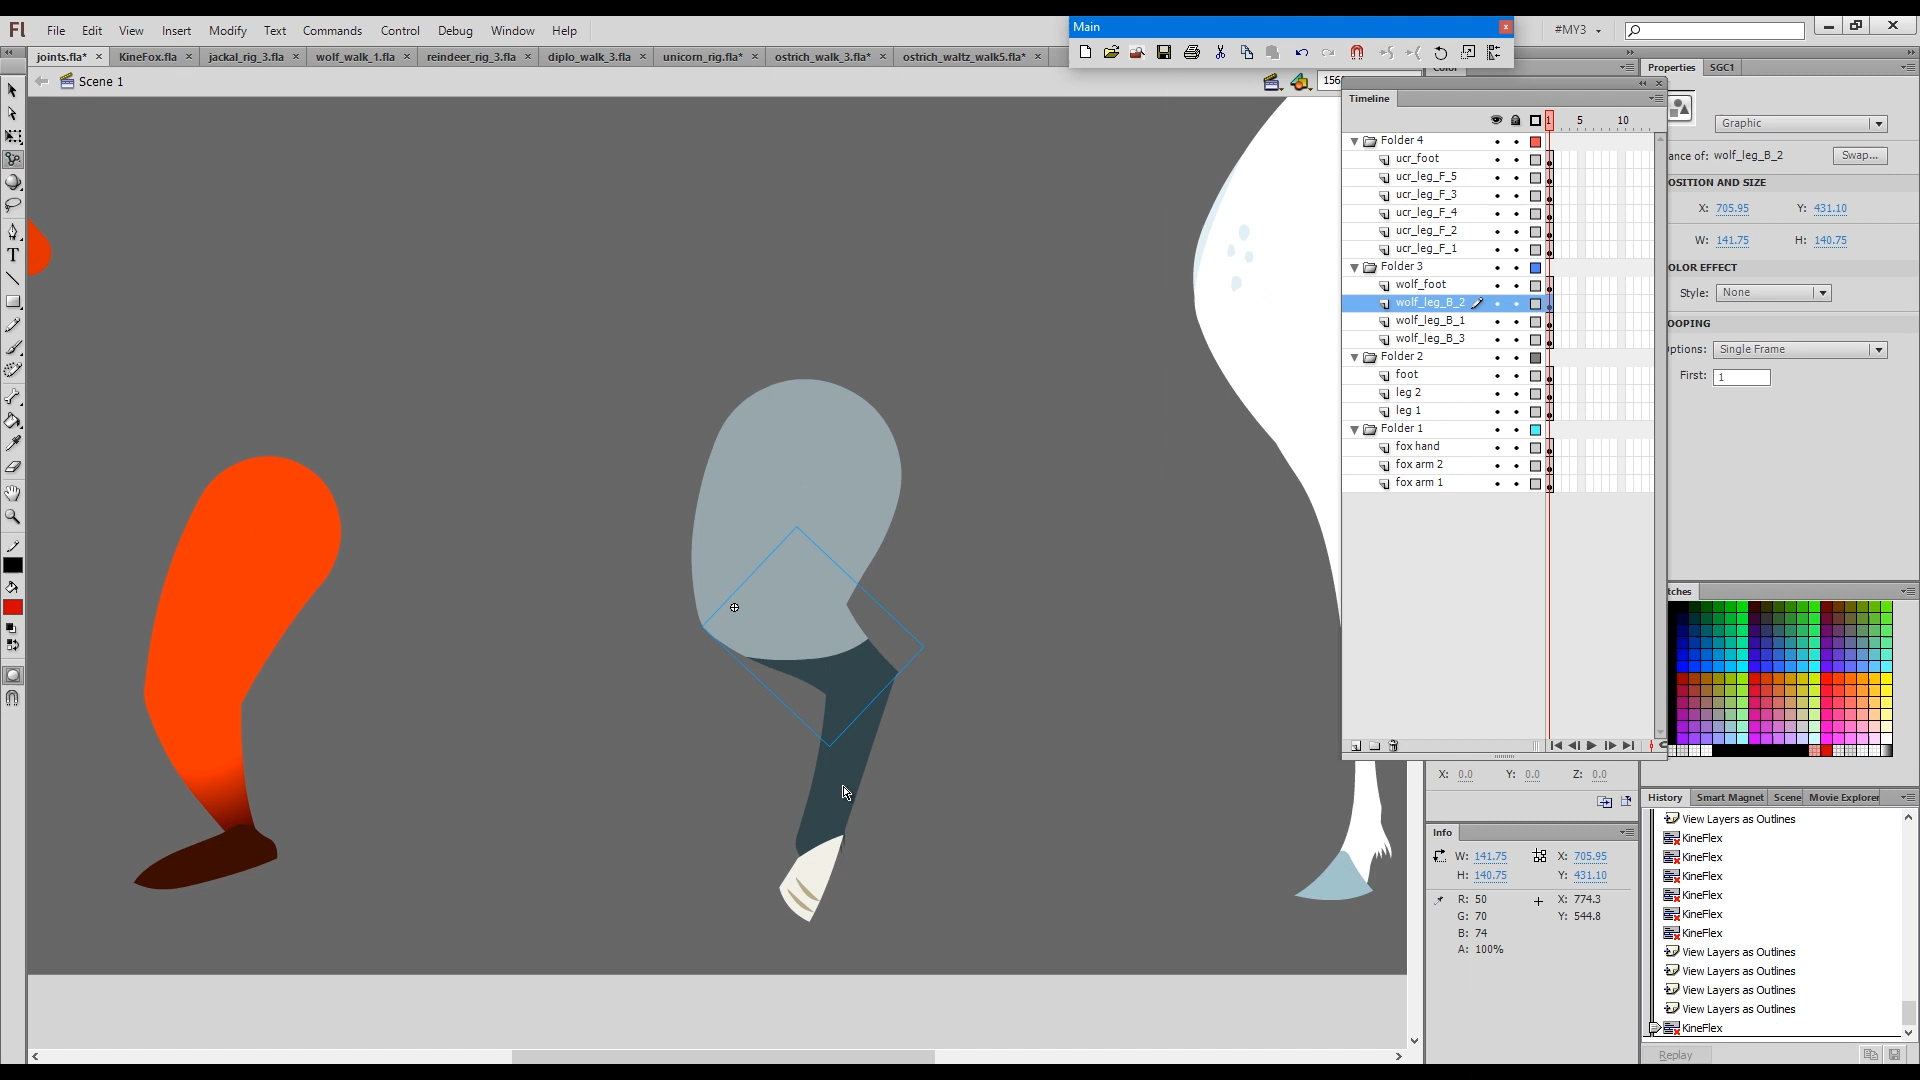 Main
Fl File Edit View Insert Modify Text Commands Control Debug Window Help #MY3
joints.fla* KineFox.fla jackal_rig_3.fla wolf_walk_1.fla reindeer_rig_3.fla diplo_walk_3.fla unicorn_rig.fla* ostrich_walk_3.fla* ostrich_waltz_walk5.fla*
Properties SGC1
Scene 1
Timeline
1 5 10
Graphic
Folder 4
ucr_foot
ance of: wolf_leg_B_2 Swap...
ucr_leg_F_5
OSITION AND SIZE
ucr_leg_F_3
X: 705.95 Y: 431.10
ucr_leg_F_4
ucr_leg_F_2
W: 141.75 H: 140.75
ucr_leg_F_1
Folder 3
OLOR EFFECT
wolf_foot
Style: None
wolf_leg_B_2
wolf_leg_B_1
OOPING
wolf_leg_B_3
ptions: Single Frame
Folder 2
foot
First: 1
leg 2
leg 1
Folder 1
fox hand
fox arm 2
fox arm 1
tches
X: 0.0 Y: 0.0 Z: 0.0
History Smart Magnet Scene Movie Explorer
View Layers as Outlines
Info
KineFlex
W: 141.75 X: 705.95
KineFlex
H: 140.75 Y: 431.10
KineFlex
R: 50 X: 774.3
KineFlex
G: 70 Y: 544.8
KineFlex
B: 74
KineFlex
A: 100%
View Layers as Outlines
View Layers as Outlines
View Layers as Outlines
View Layers as Outlines
KineFlex
Replay